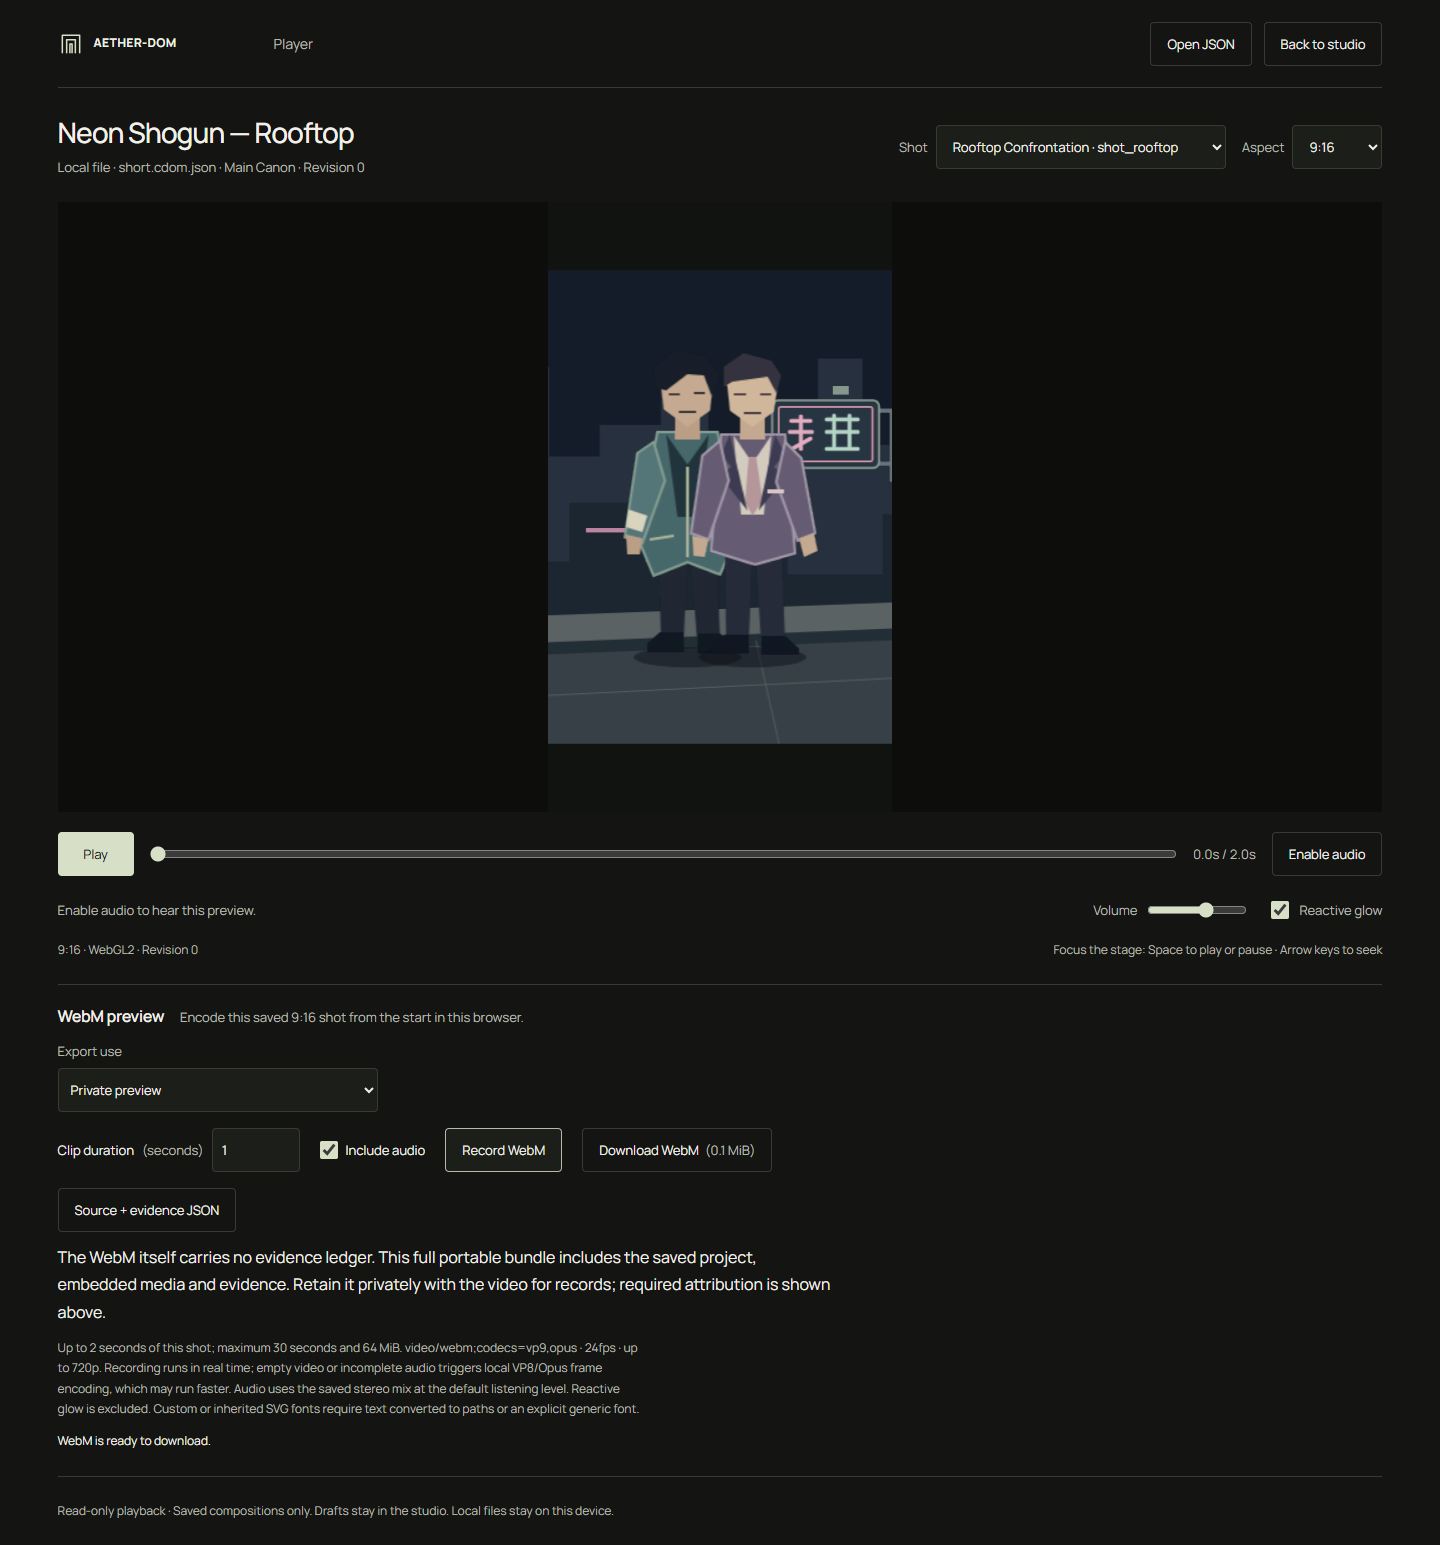 AETHER-DOM
Player
Open JSON
Back to studio
Neon Shogun — Rooftop
Local file · short.cdom.json · Main Canon · Revision 0
Shot
Rooftop Confrontation · shot_rooftop
Aspect
9:16
Play
0.0s / 2.0s
Enable audio
Enable audio to hear this preview.
Volume
Reactive glow
9:16 · WebGL2 · Revision 0
Focus the stage: Space to play or pause · Arrow keys to seek
WebM preview
Encode this saved 9:16 shot from the start in this browser.
Export use
Private preview
Clip duration (seconds)
1
Include audio
Record WebM
Download WebM (0.1 MiB)
Source + evidence JSON
The WebM itself carries no evidence ledger. This full portable bundle includes the saved project,
embedded media and evidence. Retain it privately with the video for records; required attribution is shown
above.
Up to 2 seconds of this shot; maximum 30 seconds and 64 MiB. video/webm;codecs=vp9,opus · 24fps · up
to 720p. Recording runs in real time; empty video or incomplete audio triggers local VP8/Opus frame
encoding, which may run faster. Audio uses the saved stereo mix at the default listening level. Reactive
glow is excluded. Custom or inherited SVG fonts require text converted to paths or an explicit generic font.
WebM is ready to download.
Read-only playback · Saved compositions only. Drafts stay in the studio. Local files stay on this device.